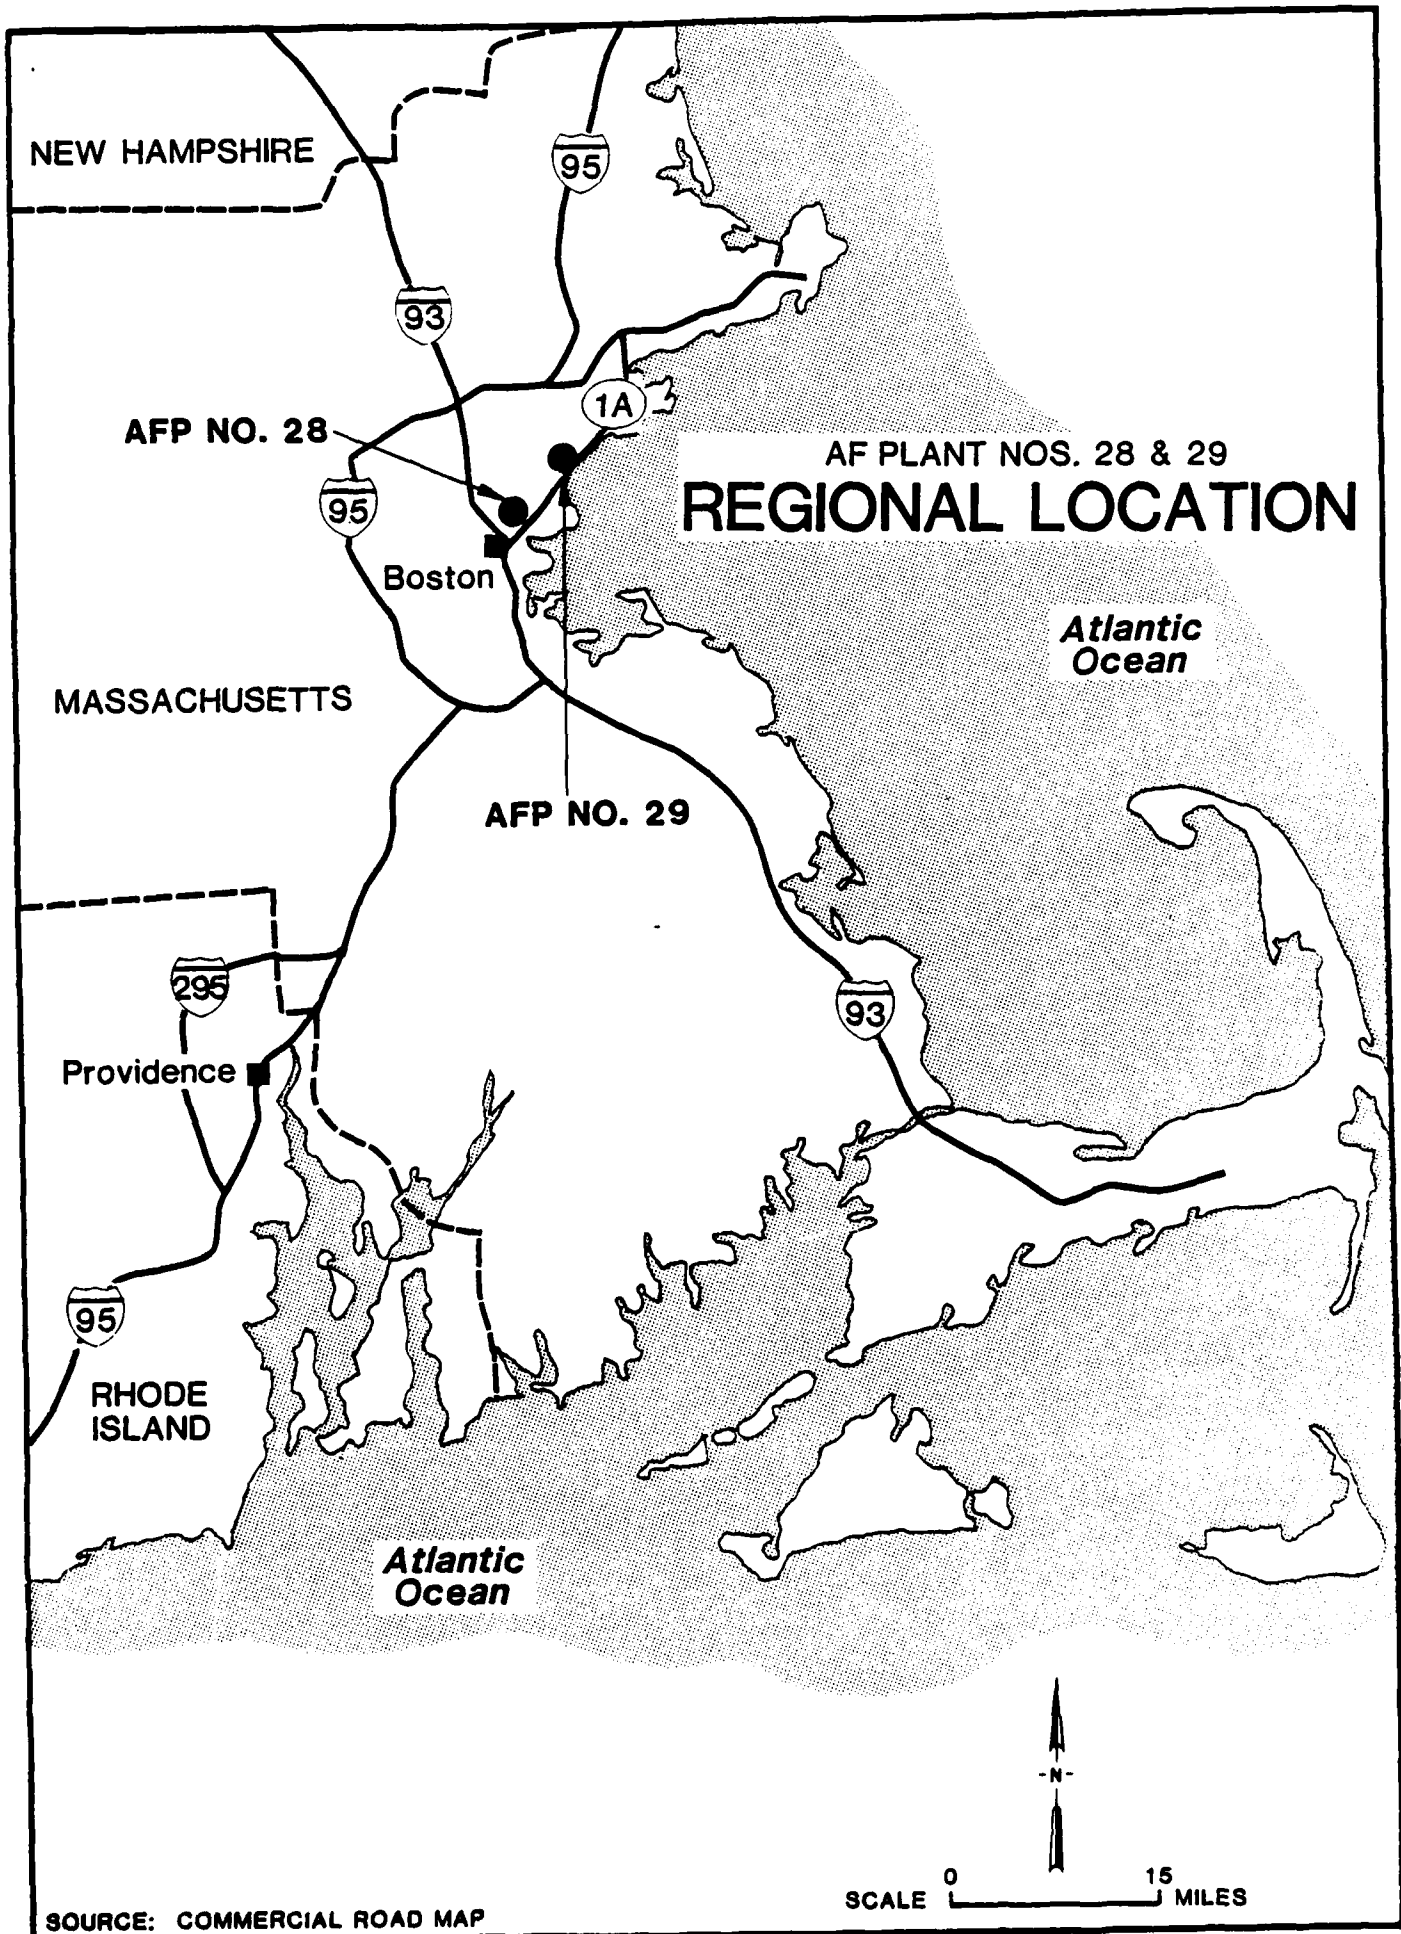 NEW HAMPSHIRE
95
93
1A
AFP NO. 28
AF PLANT NOS. 28 & 29
REGIONAL LOCATION
95
Boston
Atlantic
Ocean
MASSACHUSETTS
AFP NO. 29
295
93
Providence
95
RHODE
ISLAND
Atlantic
Ocean
-N-
0 15
SCALE MILES
SOURCE: COMMERCIAL ROAD MAP